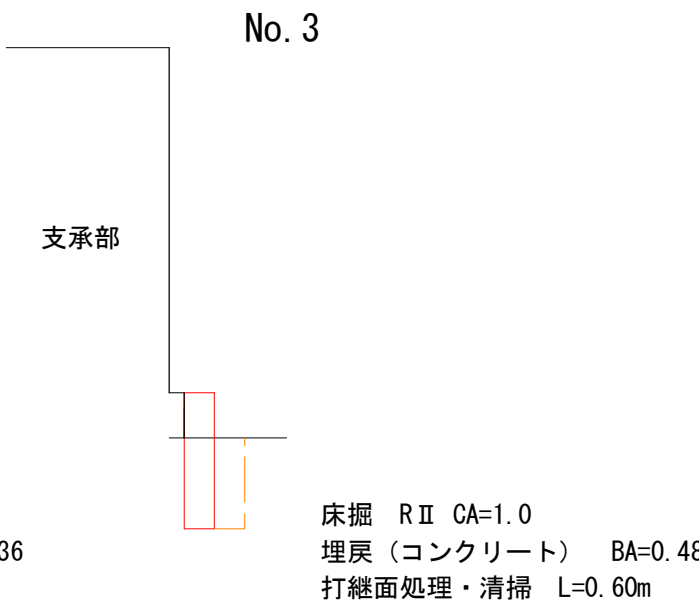 No. 3
支承部
床掘 RⅡ CA=1.0
36
埋戻(コンクリート) BA=0.48
打継面処理・清掃 L=0.60m